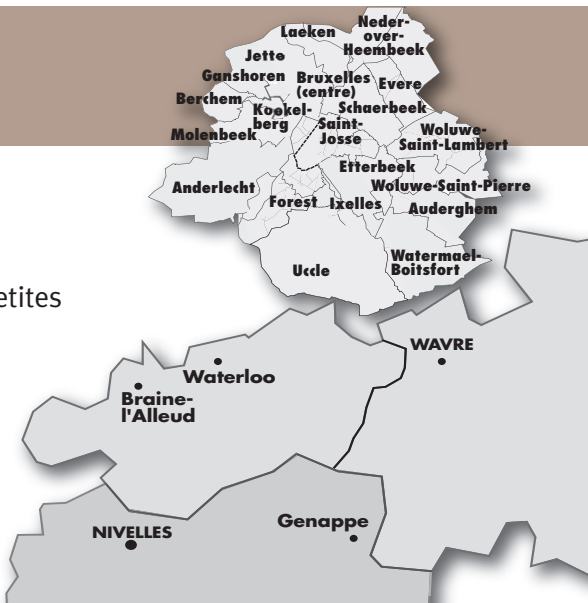 Laeken
Neder-
over-
Heembeek
Jette
Ganshoren
Bruxelles
(centre)
Evere
Berchem
Koekel-
berg
Schaerbeek
Molenbeek
Saint-
Josse
Woluwe-
Saint-Lambert
Etterbeek
Anderlecht
Woluwe-Saint-Pierre
Forest
Ixelles
Auderghem
Uccle
Watermael-
Boitsfort
etites
WAVRE
Waterloo
Braine-
l'Alleud
Genappe
NIVELLES